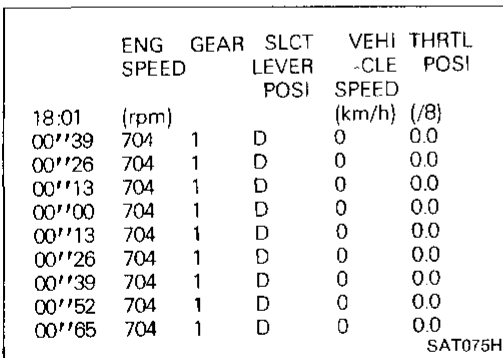 ENG GEAR SLCT VEHI THRTL
SPEED LEVER -CLE POSI
POSI SPEED
18:01 (rpm) (km/h) (/8)
00''39 704 1 D 0 0.0
00''26 704 1 D 0 0.0
00''13 704 1 D 0 0.0
00''00 704 1 D 0 0.0
00''13 704 1 D 0 0.0
00''26 704 1 D 0 0.0
00''39 704 1 D 0 0.0
00''52 704 1 D 0 0.0
00''65 704 1 D 0 0.0
SAT075H